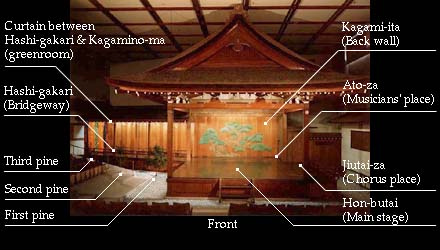 Curtain between
Hashi-gakari & Kagamino-ma
(greenroom)
Hashi-gakari
(Bridgeway)
Third pine
Second pine
First pine
Kagami-ita
(Back wall)
Ato-za
(Musicians' place)
Jiutai-za
(Chorus place)
Hon-butai
(Main stage)
Front